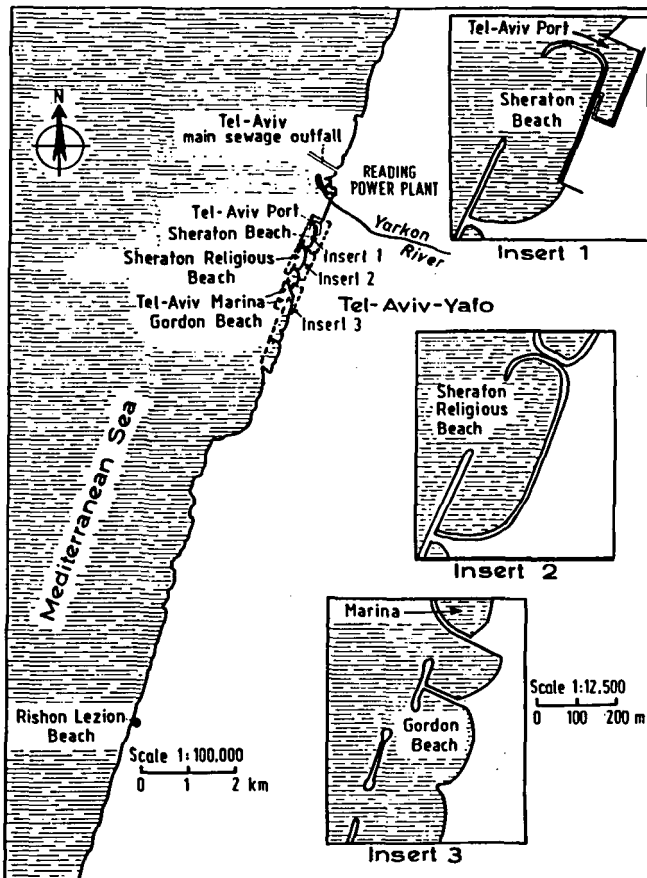 N
Tel-Aviv
main sewage outfall
READING
POWER PLANT
Tel-Aviv Port
Sheraton Beach
Yarkon
River
Insert 1
Sheraton Religious
Beach
Insert 2
Tel-Aviv Marina
Gordon Beach
Tel-Aviv-Yafo
Insert 3
Mediterranean Sea
Rishon Lezion
Beach
Scale 1:100,000
0 1 2 km
Tel-Aviv
Port
Sheraton
Beach
Insert 1
Sheraton
Religious
Beach
Insert 2
Marina
Gordon
Beach
Insert 3
Scale 1:12.500
0 100 200 m